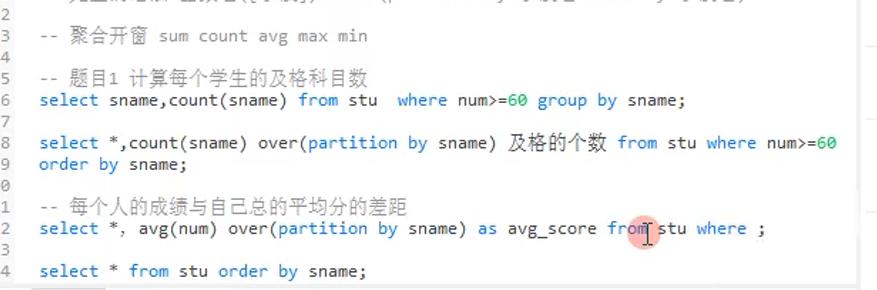 2
3 -- 聚合开窗 sum count avg max min
4
5 -- 题目1 计算每个学生的及格科目数
6 select sname,count(sname) from stu  where num>=60 group by sname;
7
8 select *,count(sname) over(partition by sname) 及格的个数 from stu where num>=60
9 order by sname;
0
1 -- 每个人的成绩与自己总的平均分的差距
2 select *, avg(num) over(partition by sname) as avg_score from stu where ;
3
4 select * from stu order by sname;